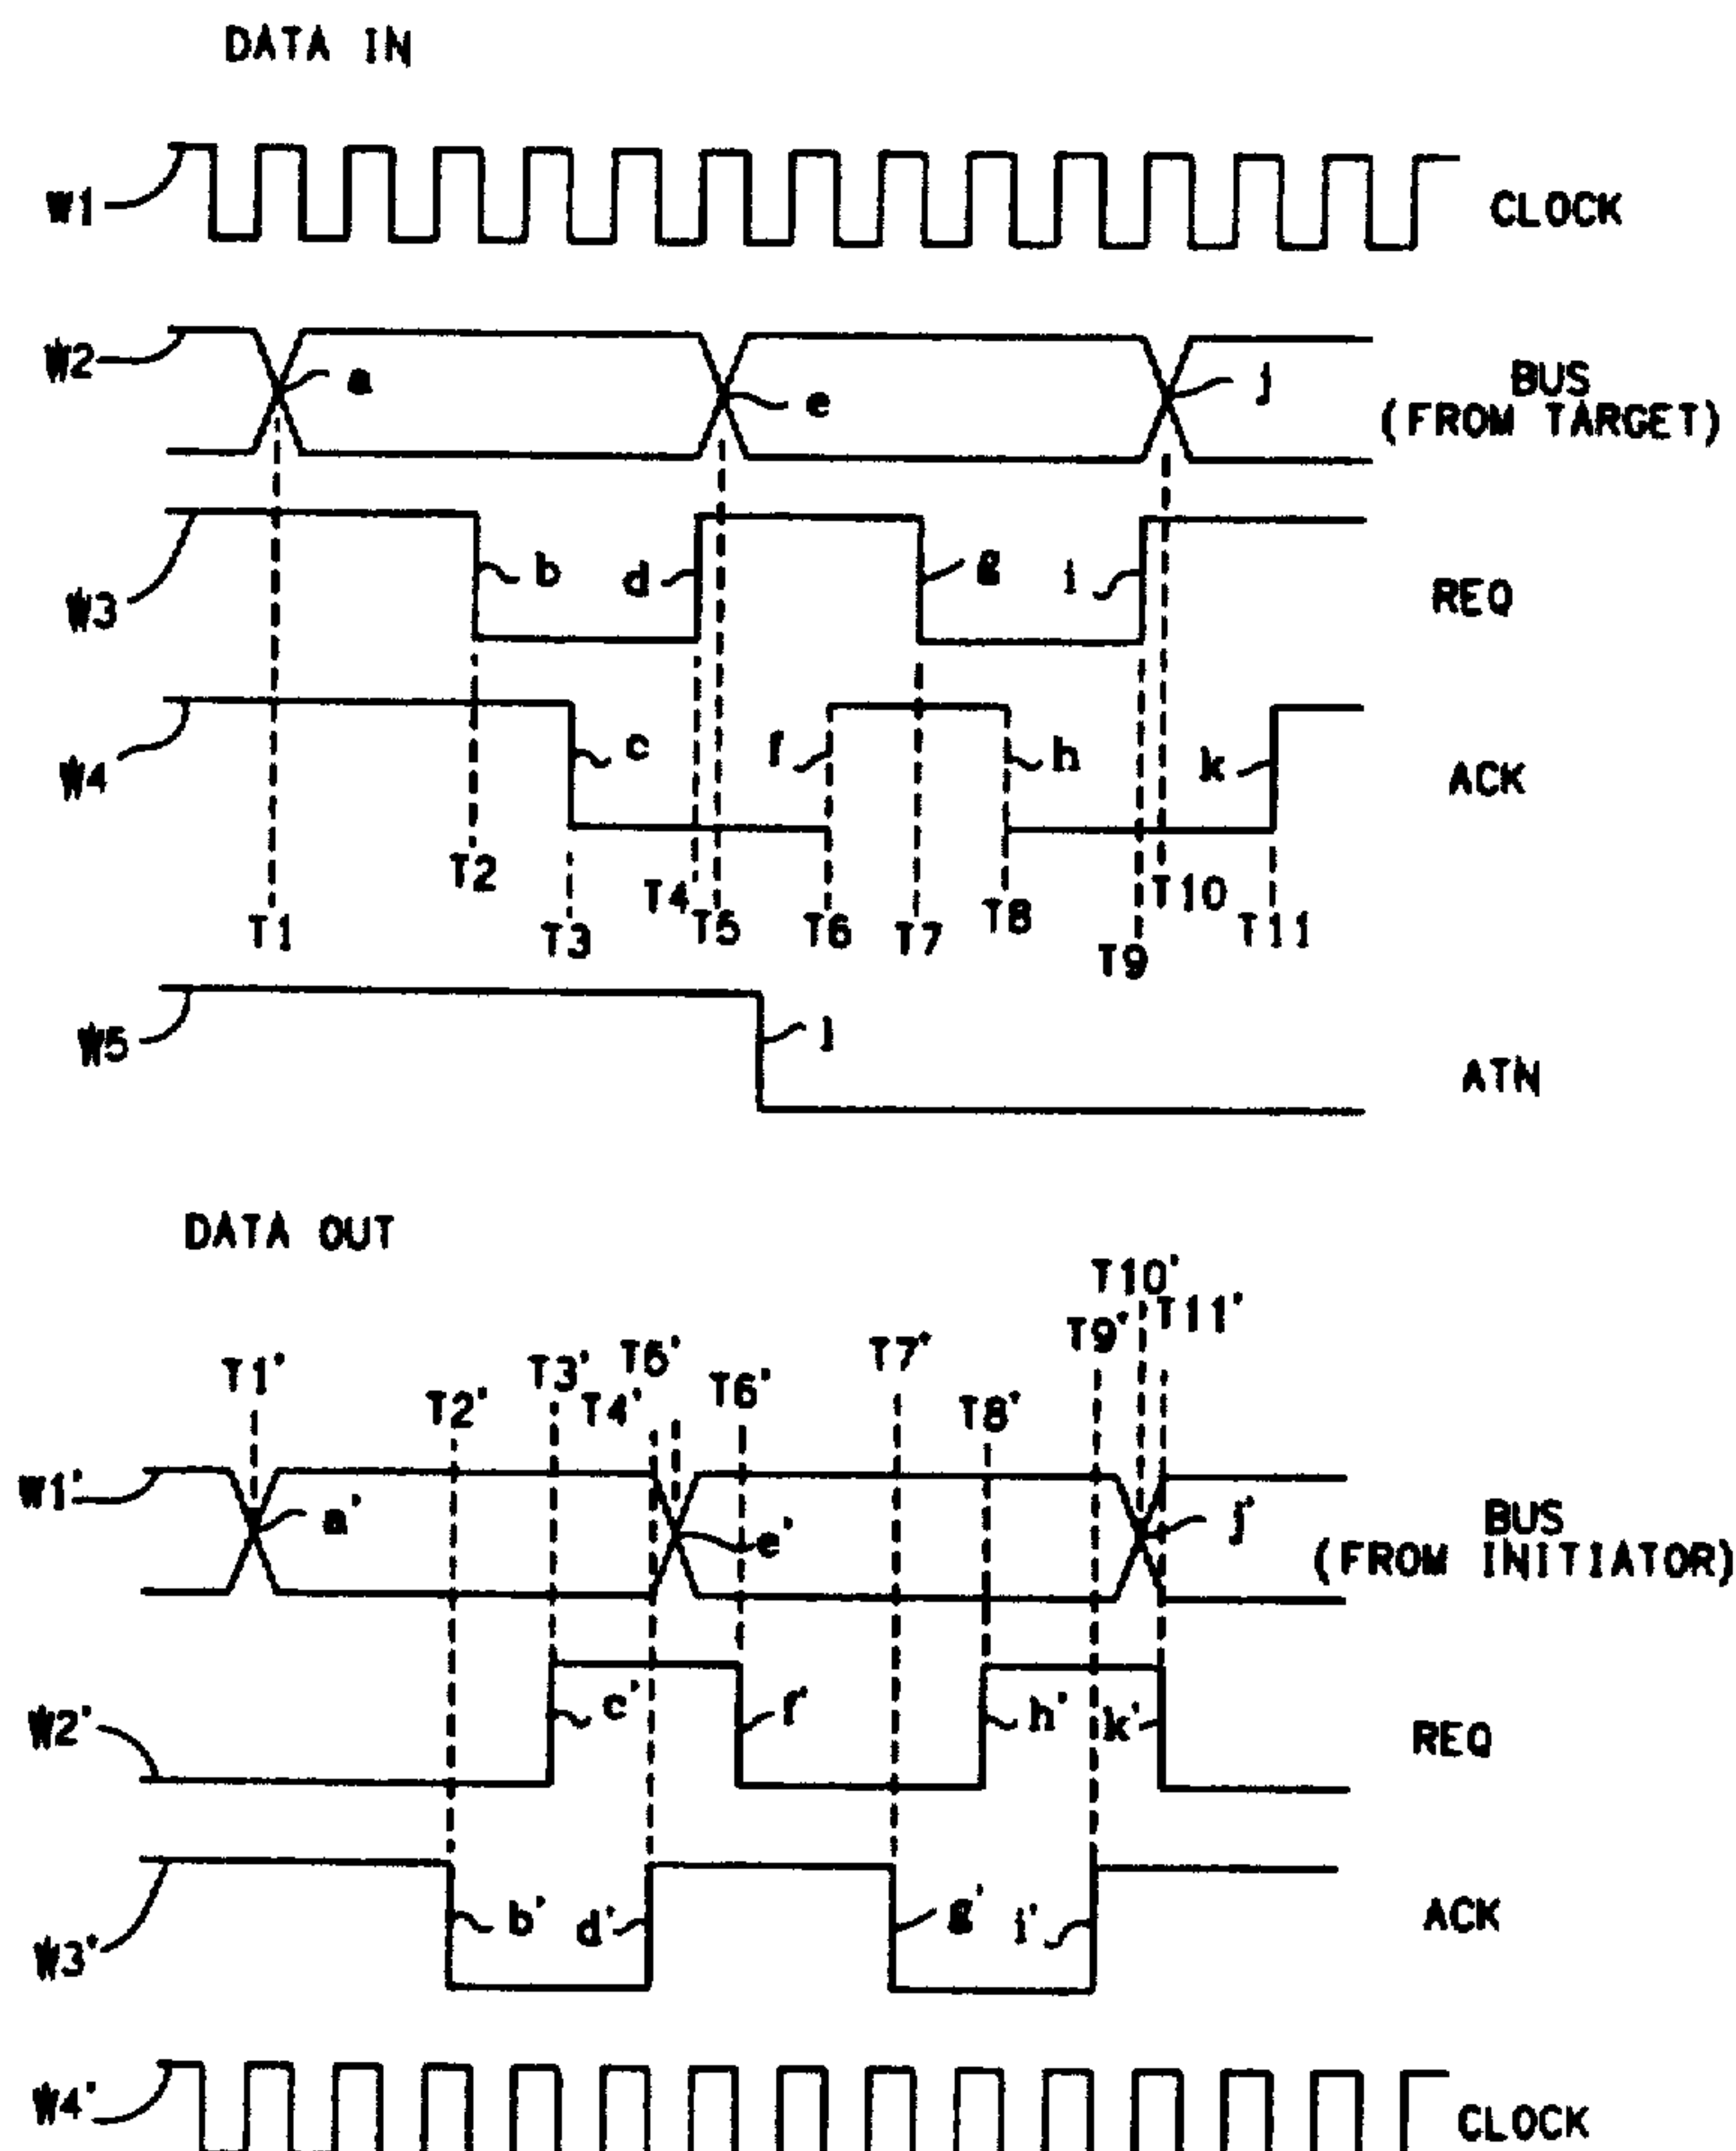 DATA IN
W1
CLOCK
W2
a
e
j
BUS
(FROM TARGET)
W3
b
d
g
i
REQ
W4
c
f
h
k
ACK
T1
T2
T3
T4
T5
T6
T7
T8
T9
T10
T11
W5
l
ATN
DATA OUT
T1'
T2'
T3'
T4'
T5'
T6'
T7'
T8'
T9'
T10'
T11'
W1'
a'
e'
j'
BUS
(FROM INITIATOR)
W2'
c'
f'
h'
k'
REQ
W3'
b'
d'
g'
i'
ACK
W4'
CLOCK